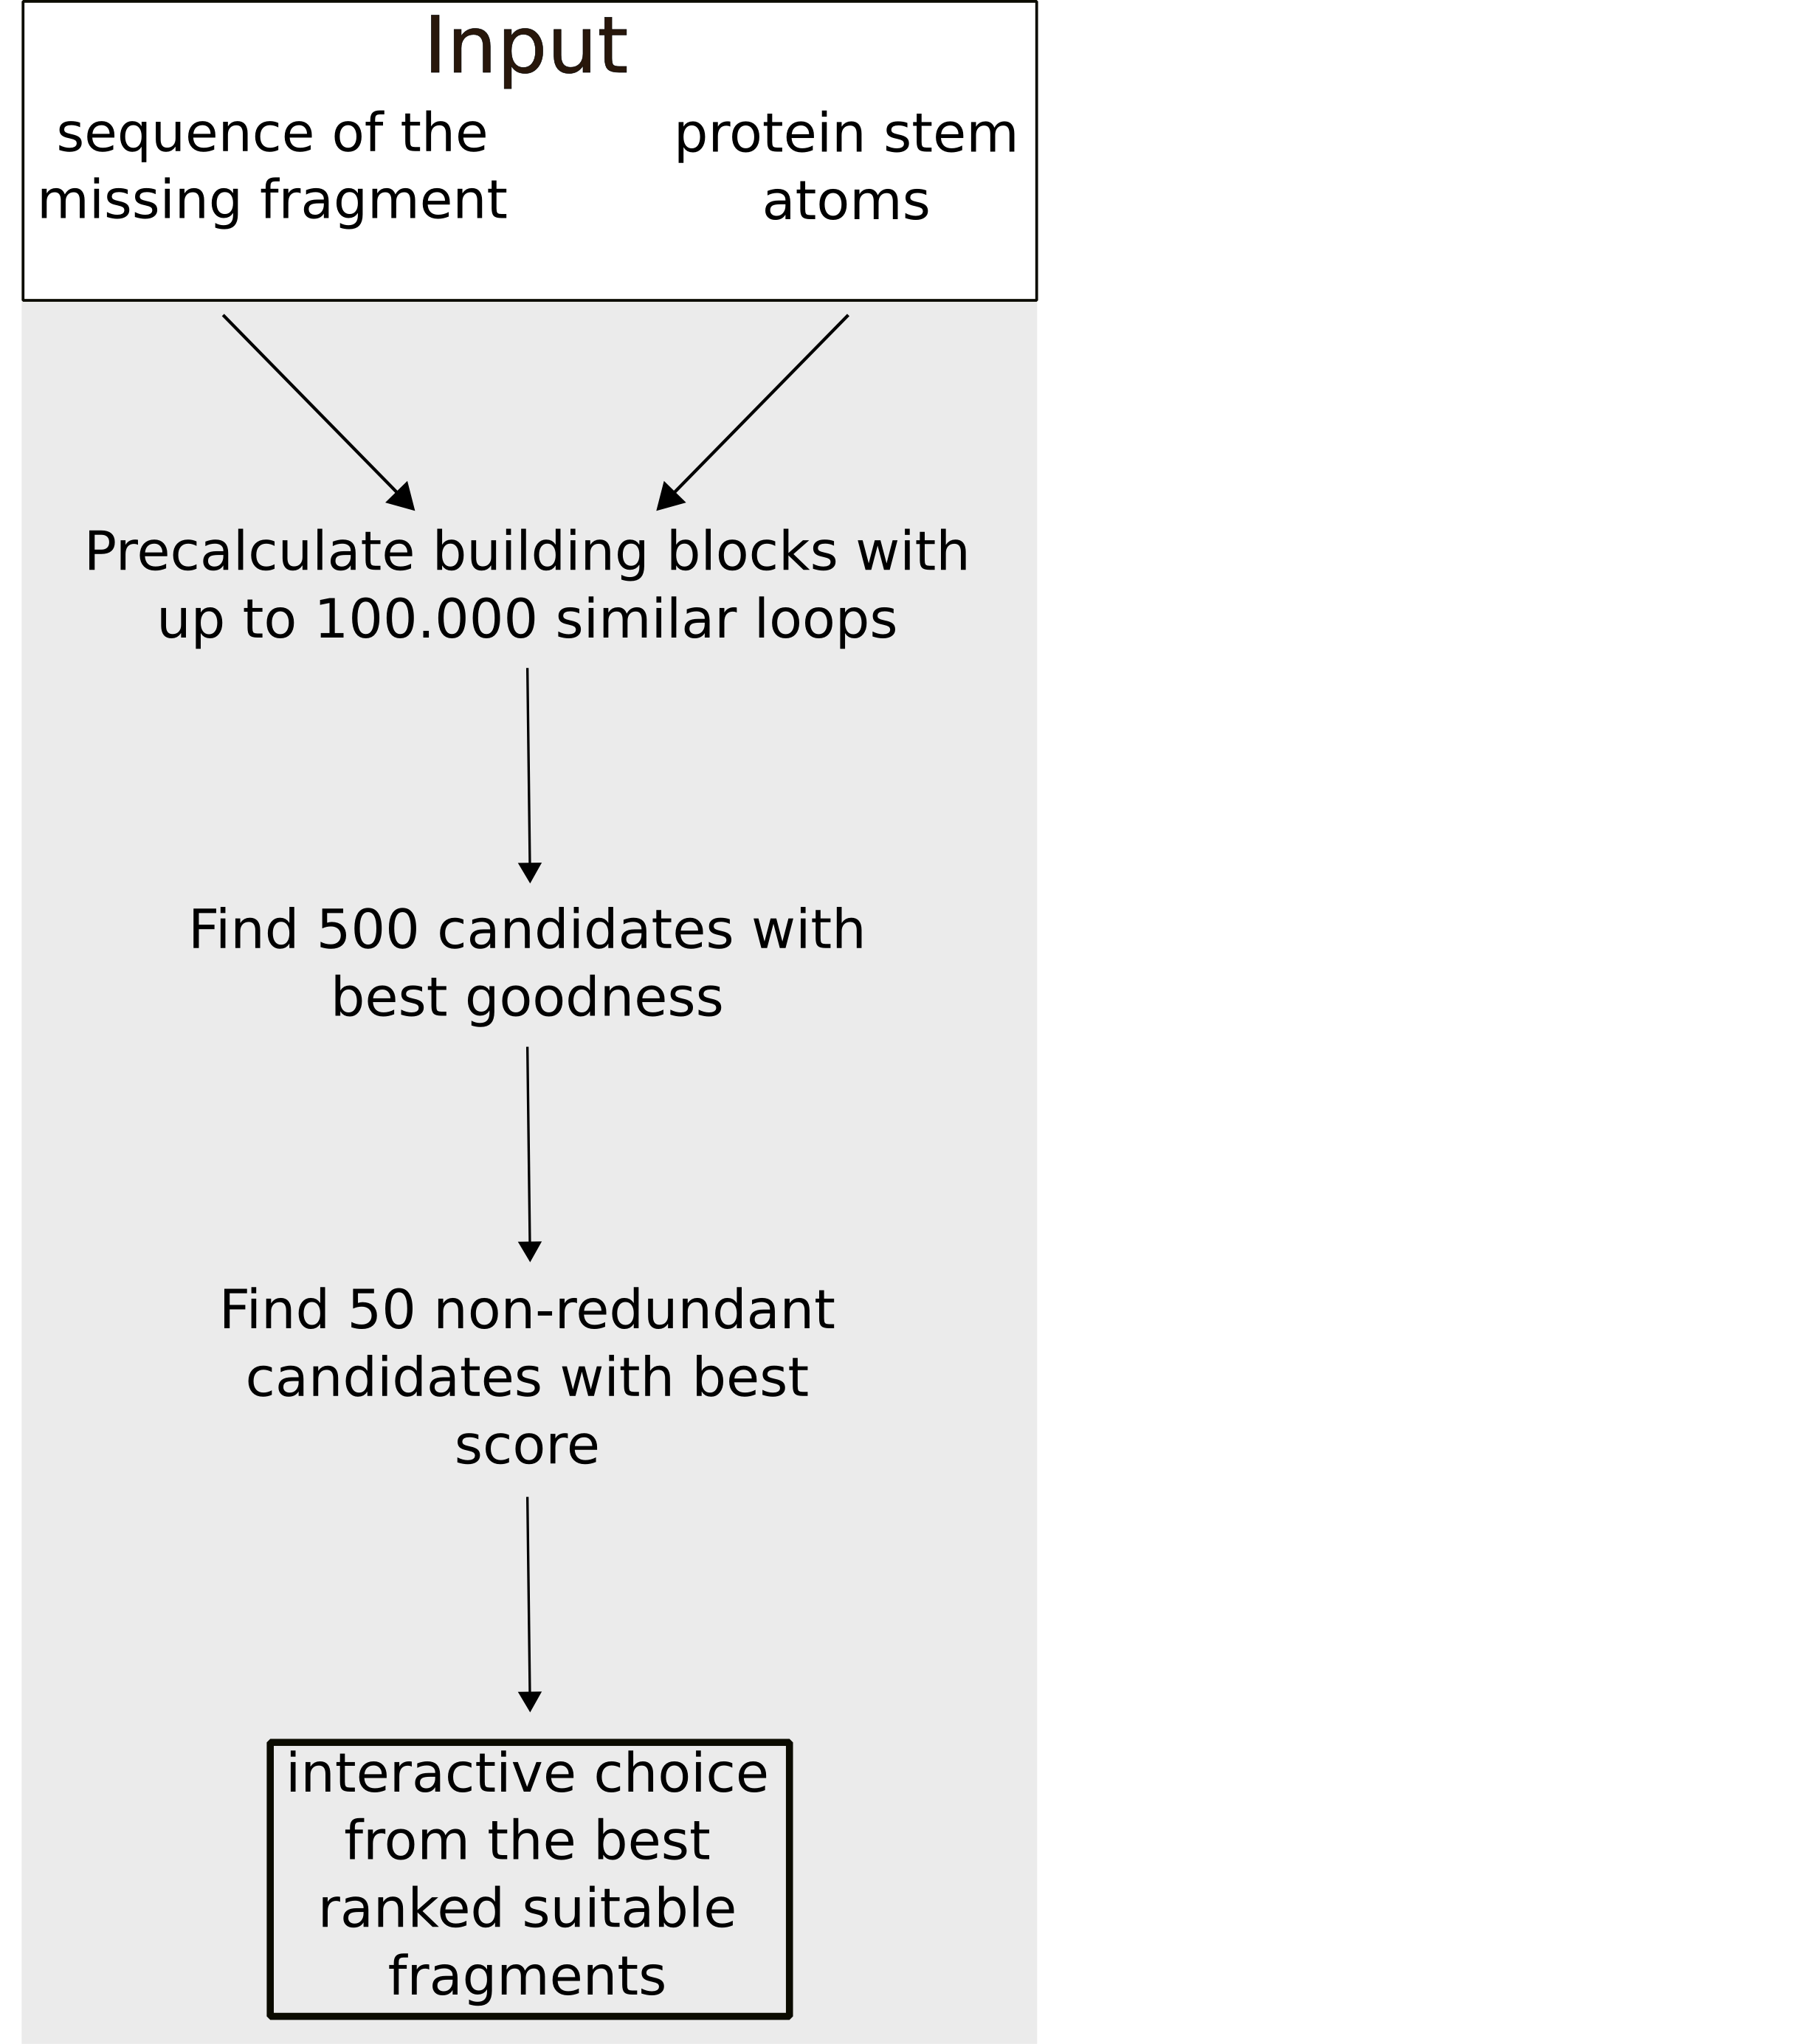 Input
sequence of the
missing fragment
protein stem
atoms
Precalculate building blocks with
up to 100.000 similar loops
Find 500 candidates with
best goodness
Find 50 non-redundant
candidates with best
score
interactive choice
from the best
ranked suitable
fragments